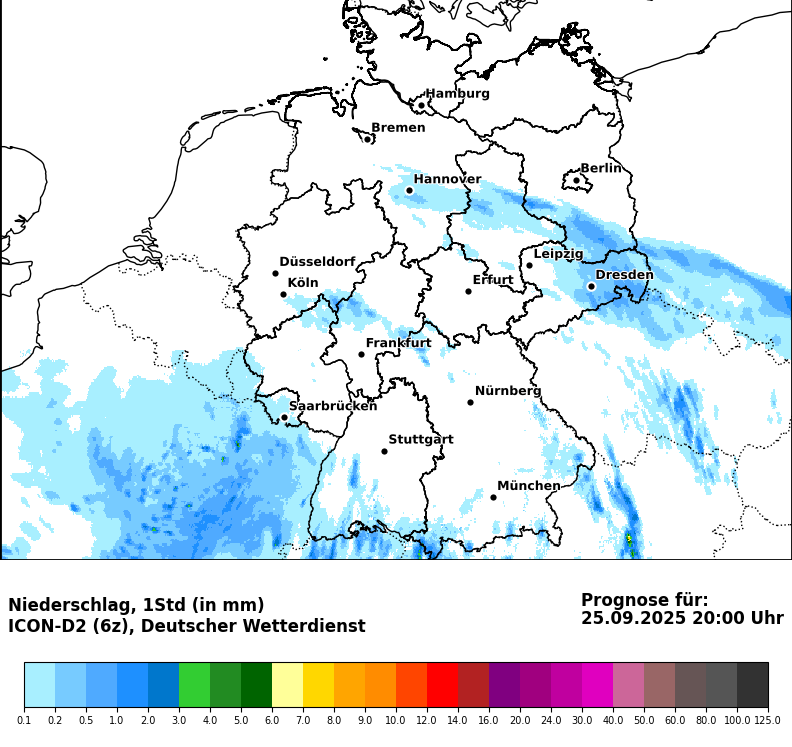 Hamburg
Bremen
Berlin
Hannover
Leipzig
Düsseldorf
Dresden
Köln
Erfurt
Frankfurt
Nürnberg
Saarbrücken
Stuttgart
München
Niederschlag, 1Std (in mm)
ICON-D2 (6z), Deutscher Wetterdienst
Prognose für:
25.09.2025 20:00 Uhr
0.1 0.2 0.5 1.0 2.0 3.0 4.0 5.0 6.0 7.0 8.0 9.0 10.0 12.0 14.0 16.0 20.0 24.0 30.0 40.0 50.0 60.0 80.0 100.0 125.0